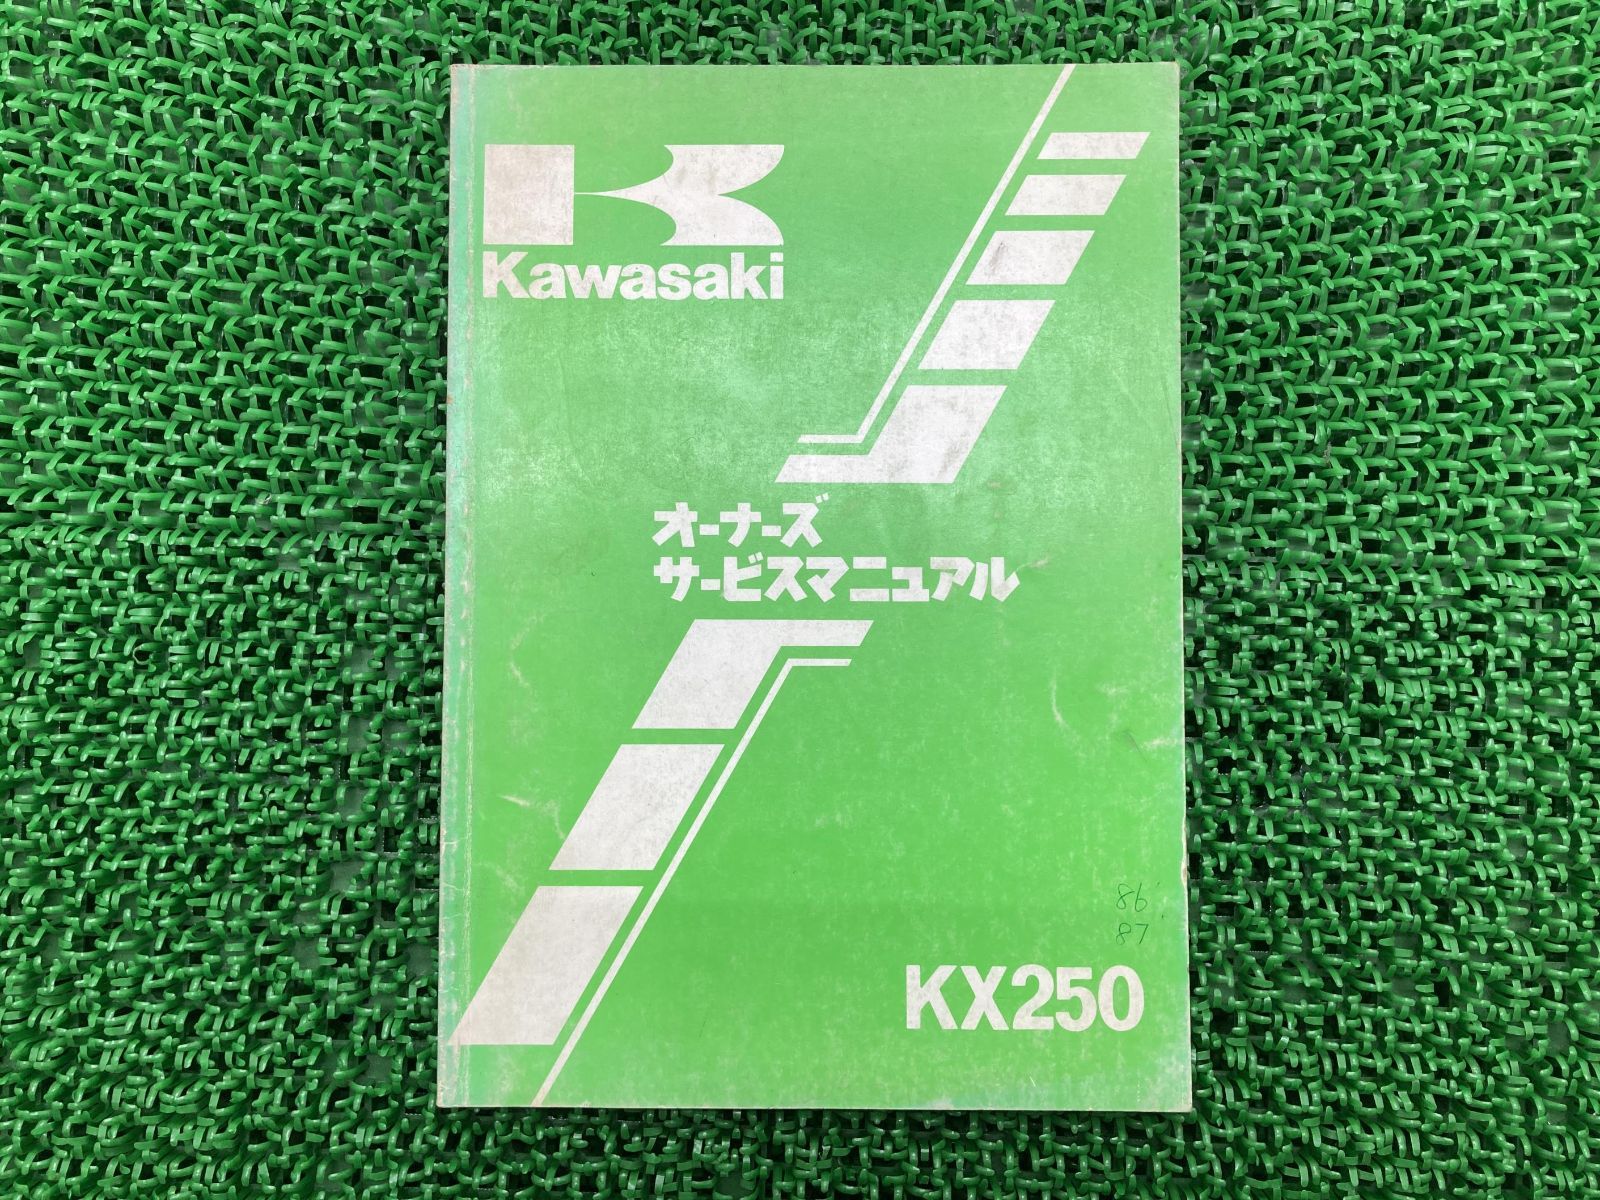 Kawasaki
オーナーズ
サービスマニュアル
86
87
KX250